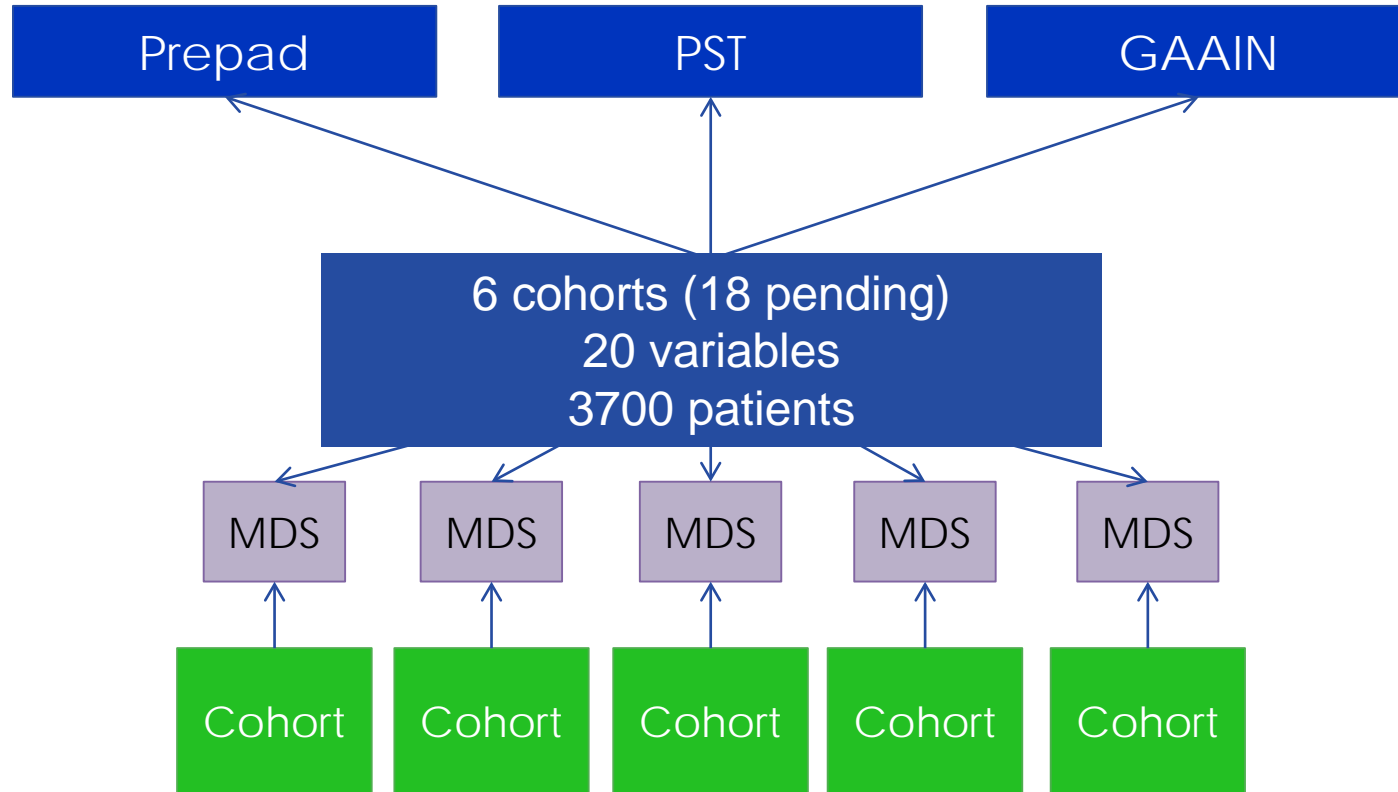 Prepad
PST
GAAIN
6 cohorts (18 pending)
20 variables
3700 patients
MDS
MDS
MDS
MDS
MDS
Cohort
Cohort
Cohort
Cohort
Cohort